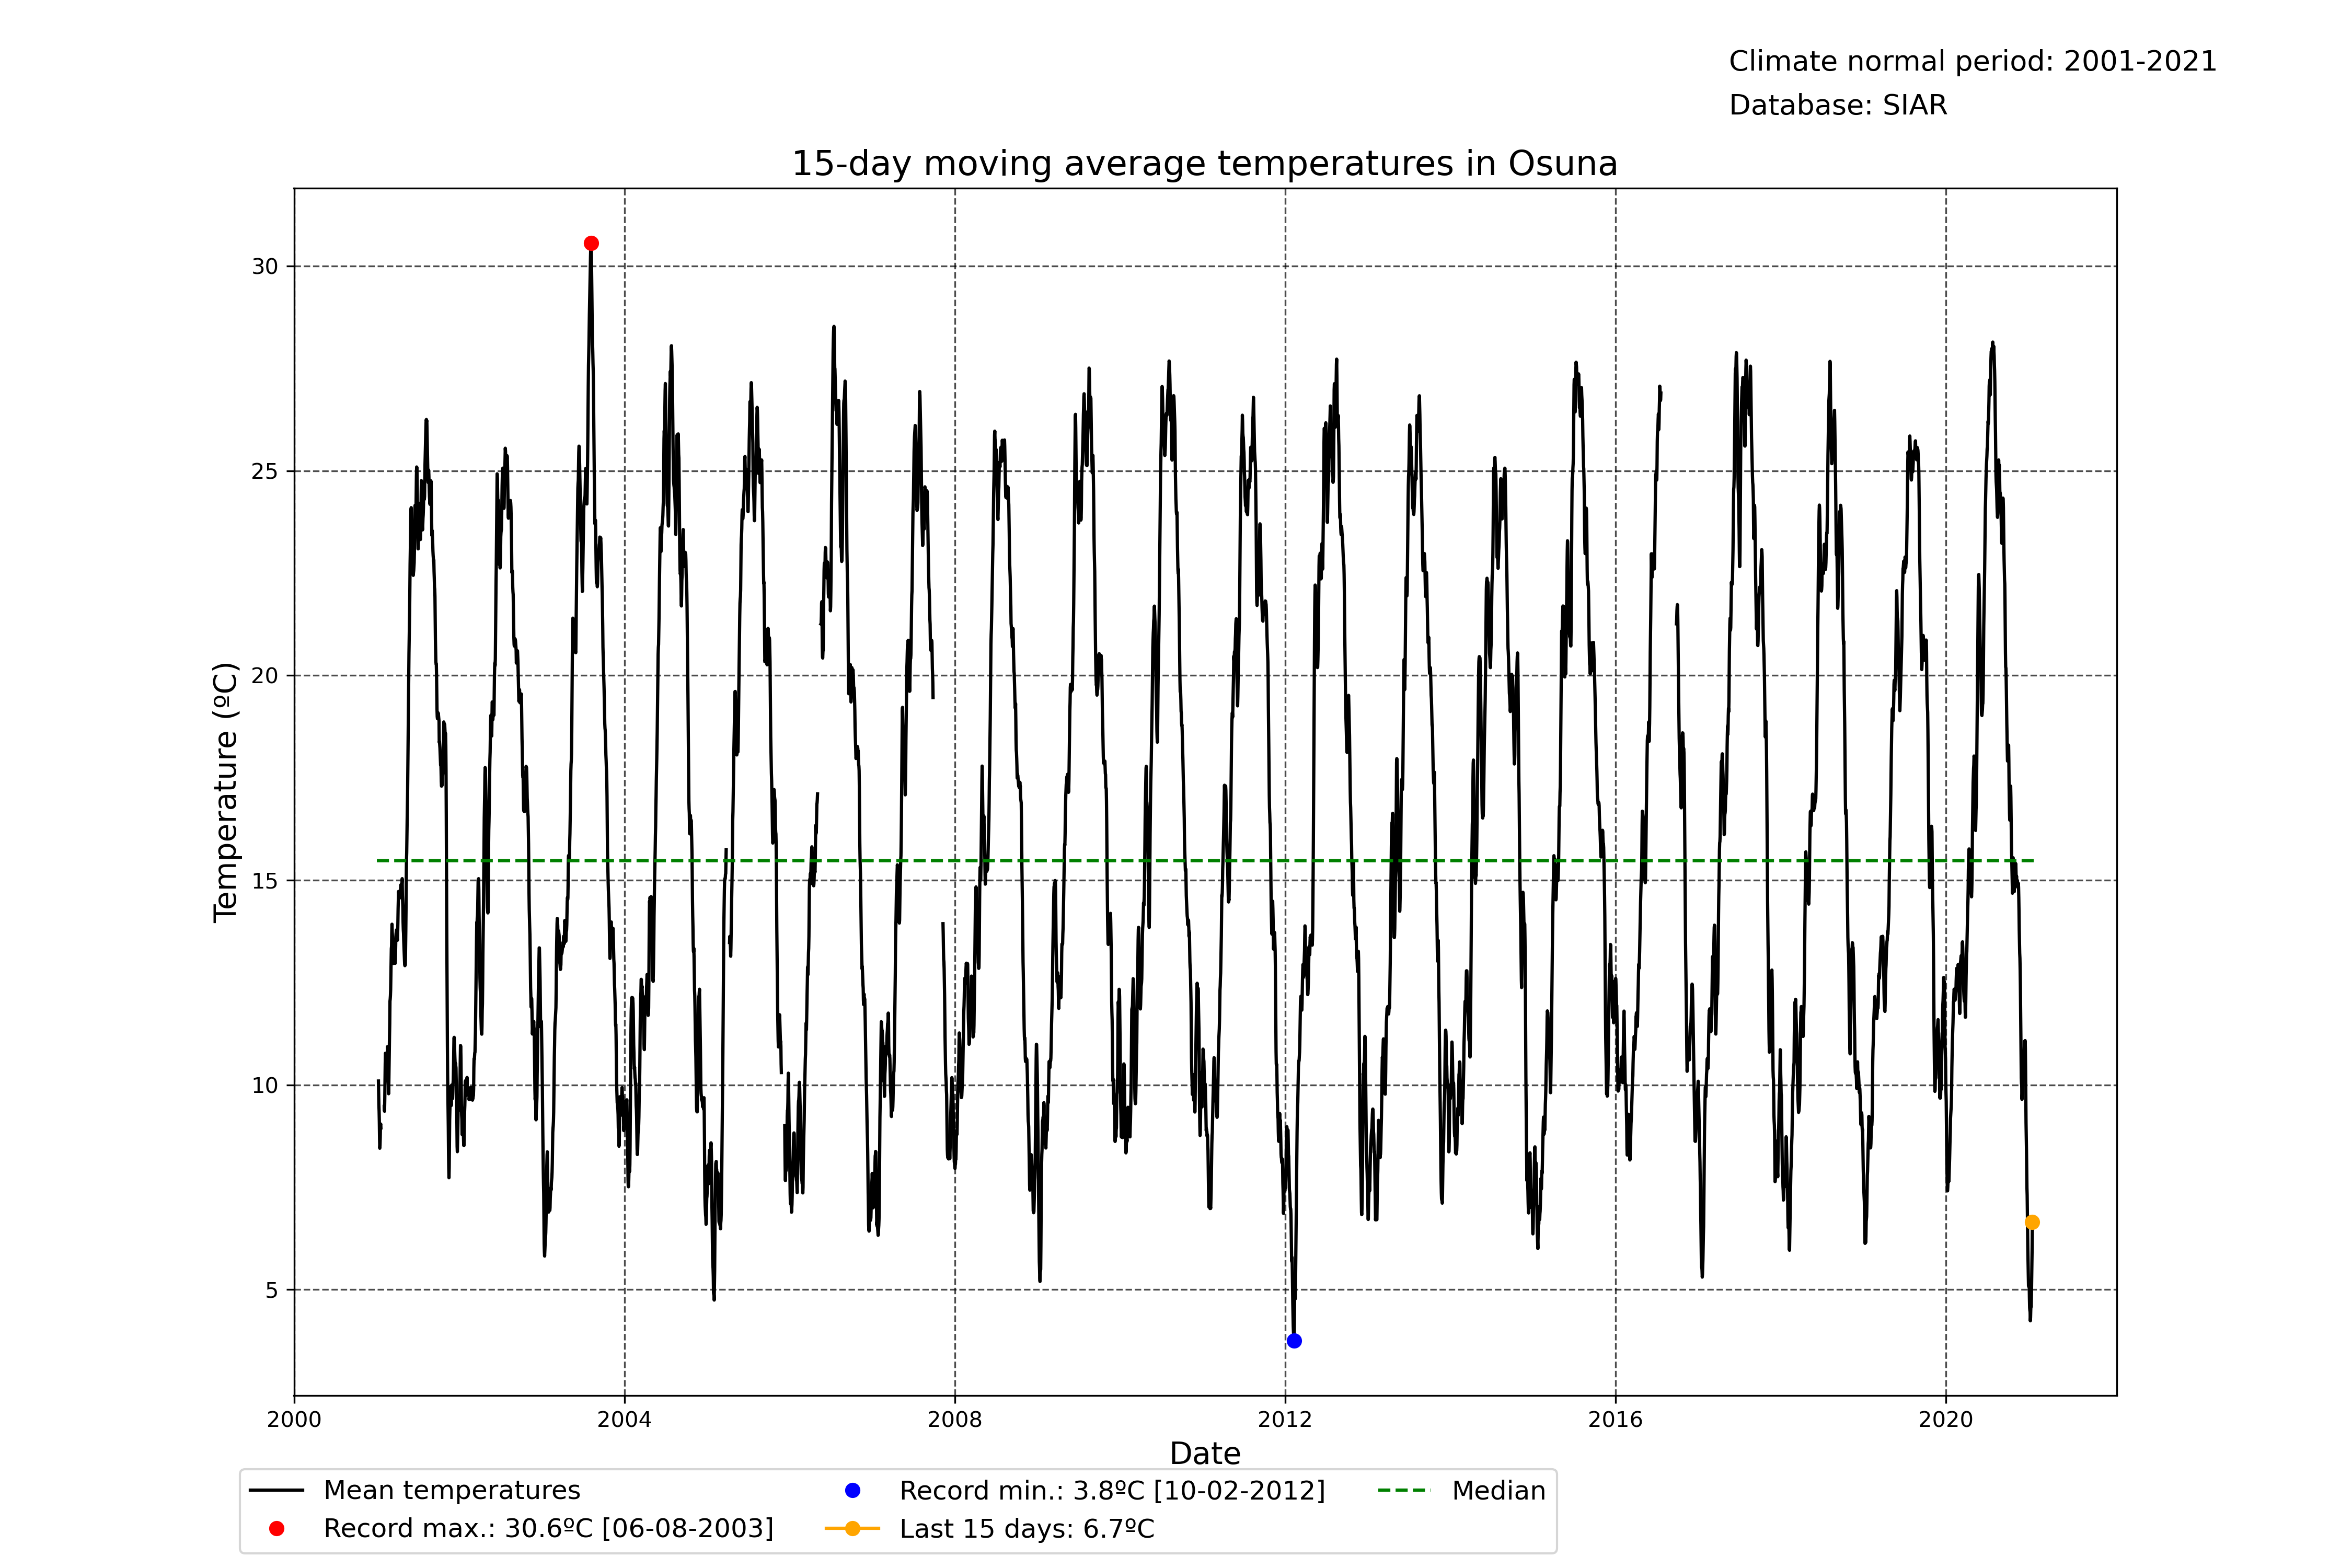 Climate normal period: 2001-2021
Database: SIAR
15-day moving average temperatures in Osuna
30
25
20
15
10
5
Temperature (ºC)
2000 2004 2008 2012 2016 2020
Date
Mean temperatures
Record max.: 30.6ºC [06-08-2003]
Record min.: 3.8ºC [10-02-2012]
Last 15 days: 6.7ºC
Median